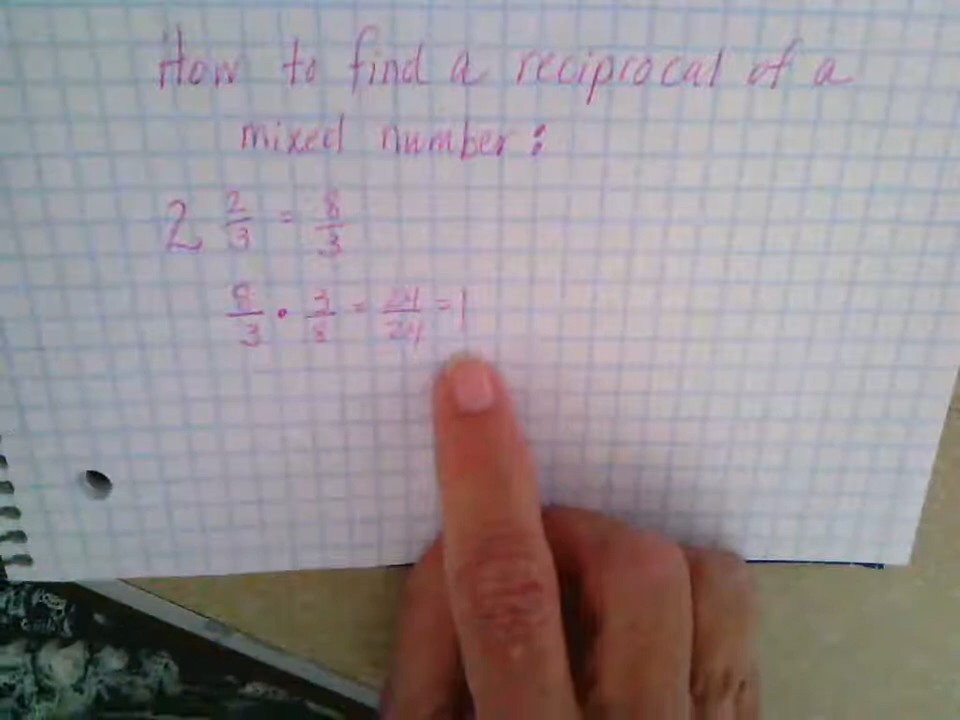 How to find a reciprocal of a
mixed number:
2 2/3 = 8/3
8/3 · 3/8 = 24/24 = 1